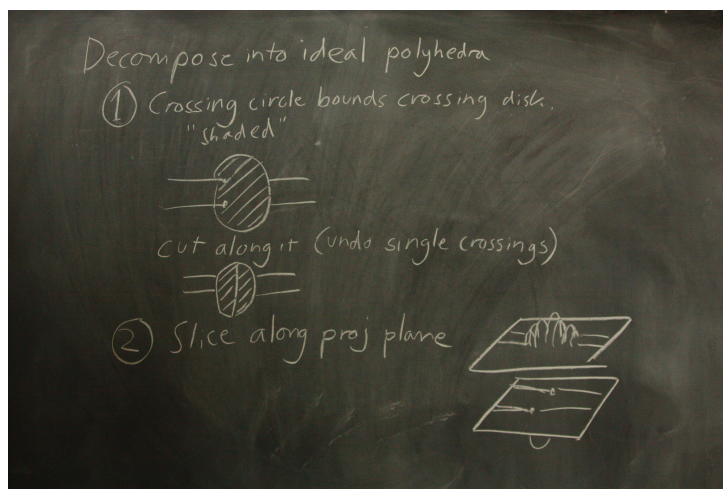 Decompose into ideal polyhedra
① Crossing circle bounds crossing disk.
"shaded"
cut along it (undo single crossings)
② Slice along proj plane